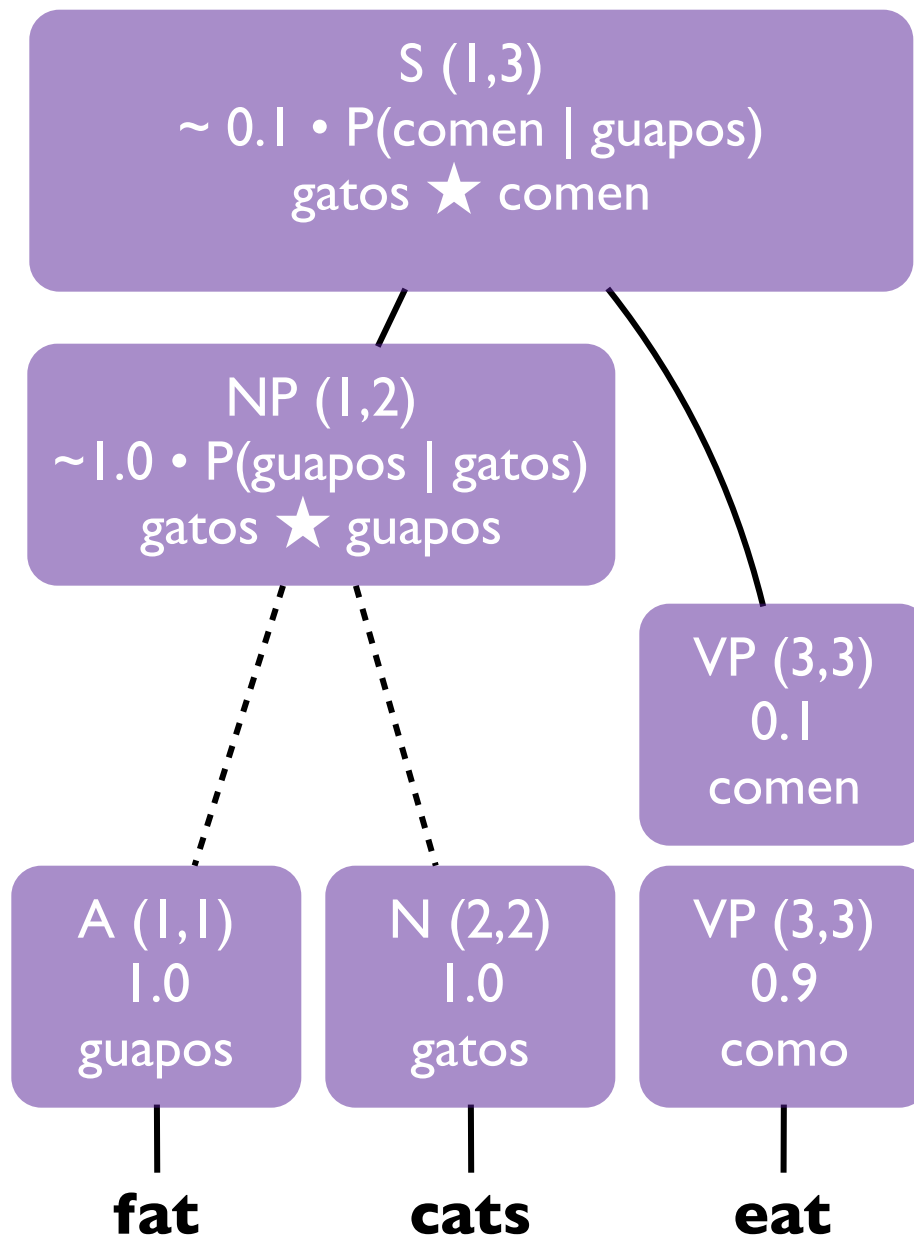 S (1,3)
~ 0.1 • P(comen | guapos)
gatos ★ comen
NP (1,2)
~1.0 • P(guapos | gatos)
gatos ★ guapos
VP (3,3)
0.1
comen
A (1,1)
1.0
guapos
N (2,2)
1.0
gatos
VP (3,3)
0.9
como
fat
cats
eat